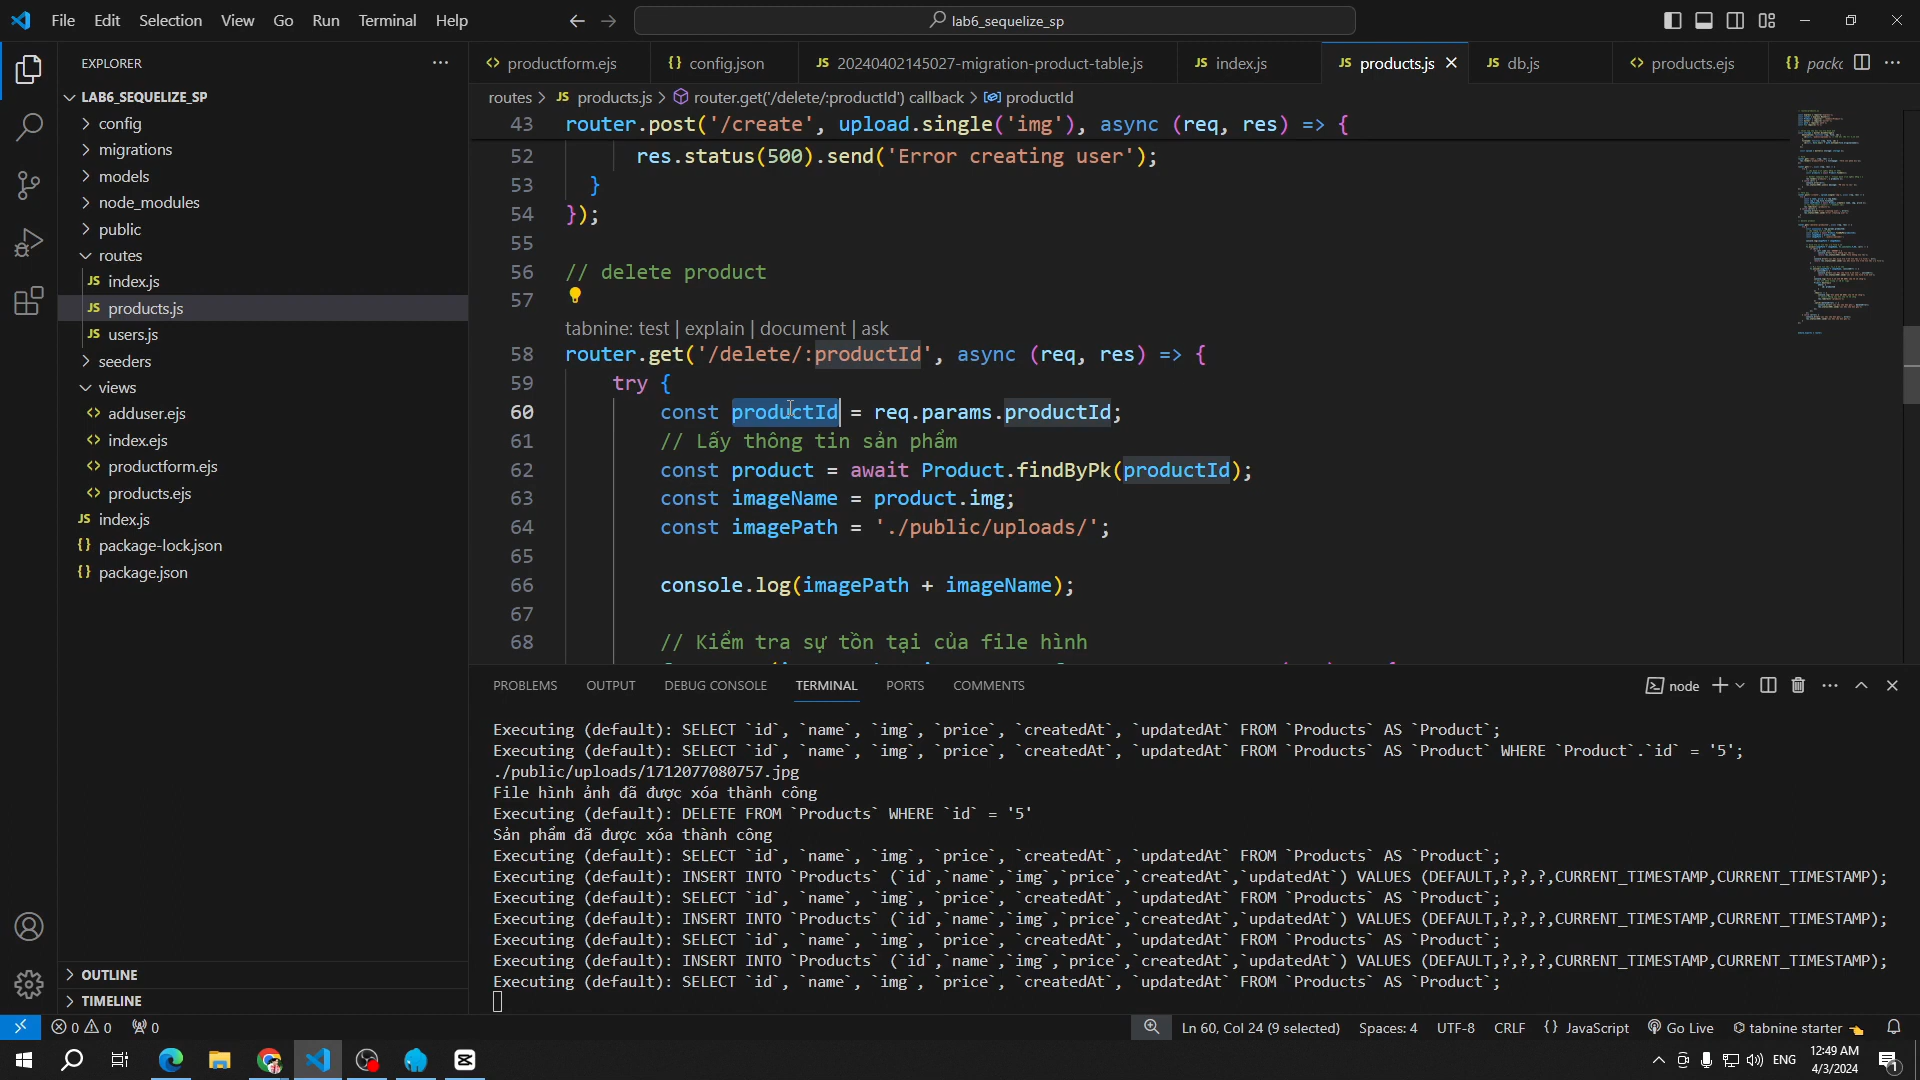 File Edit Selection View Go Run Terminal Help
lab6_sequelize_sp
EXPLORER
LAB6_SEQUELIZE_SP
config
migrations
models
node_modules
public
routes
JS index.js
JS products.js
JS users.js
seeders
views
<> adduser.ejs
<> index.ejs
<> productform.ejs
<> products.ejs
JS index.js
{} package-lock.json
{} package.json
OUTLINE
TIMELINE
<> productform.ejs {} config.json JS 20240402145027-migration-product-table.js JS index.js JS products.js JS db.js <> products.ejs {}
routes > JS products.js > router.get('/delete/:productId') callback > productId
43 router.post('/create', upload.single('img'), async (req, res) => {
52 res.status(500).send('Error creating user');
53 }
54 });
55
56 // delete product
57
tabnine: test | explain | document | ask
58 router.get('/delete/:productId', async (req, res) => {
59 try {
60 const productId = req.params.productId;
61 // Lấy thông tin sản phẩm
62 const product = await Product.findByPk(productId);
63 const imageName = product.img;
64 const imagePath = './public/uploads/';
65
66 console.log(imagePath + imageName);
67
68 // Kiểm tra sự tồn tại của file hình
PROBLEMS OUTPUT DEBUG CONSOLE TERMINAL PORTS COMMENTS node
Executing (default): SELECT `id`, `name`, `img`, `price`, `createdAt`, `updatedAt` FROM `Products` AS `Product`;
Executing (default): SELECT `id`, `name`, `img`, `price`, `createdAt`, `updatedAt` FROM `Products` AS `Product` WHERE `Product`.`id` = '5';
./public/uploads/1712077080757.jpg
File hình ảnh đã được xóa thành công
Executing (default): DELETE FROM `Products` WHERE `id` = '5'
Sản phẩm đã được xóa thành công
Executing (default): SELECT `id`, `name`, `img`, `price`, `createdAt`, `updatedAt` FROM `Products` AS `Product`;
Executing (default): INSERT INTO `Products` (`id`,`name`,`img`,`price`,`createdAt`,`updatedAt`) VALUES (DEFAULT,?,?,?,CURRENT_TIMESTAMP,CURRENT_TIMESTAMP);
Executing (default): SELECT `id`, `name`, `img`, `price`, `createdAt`, `updatedAt` FROM `Products` AS `Product`;
Executing (default): INSERT INTO `Products` (`id`,`name`,`img`,`price`,`createdAt`,`updatedAt`) VALUES (DEFAULT,?,?,?,CURRENT_TIMESTAMP,CURRENT_TIMESTAMP);
Executing (default): SELECT `id`, `name`, `img`, `price`, `createdAt`, `updatedAt` FROM `Products` AS `Product`;
Executing (default): INSERT INTO `Products` (`id`,`name`,`img`,`price`,`createdAt`,`updatedAt`) VALUES (DEFAULT,?,?,?,CURRENT_TIMESTAMP,CURRENT_TIMESTAMP);
Executing (default): SELECT `id`, `name`, `img`, `price`, `createdAt`, `updatedAt` FROM `Products` AS `Product`;
0 0 0 Ln 60, Col 24 (9 selected) Spaces: 4 UTF-8 CRLF {} JavaScript Go Live tabnine starter
ENG 12:49 AM
4/3/2024
1